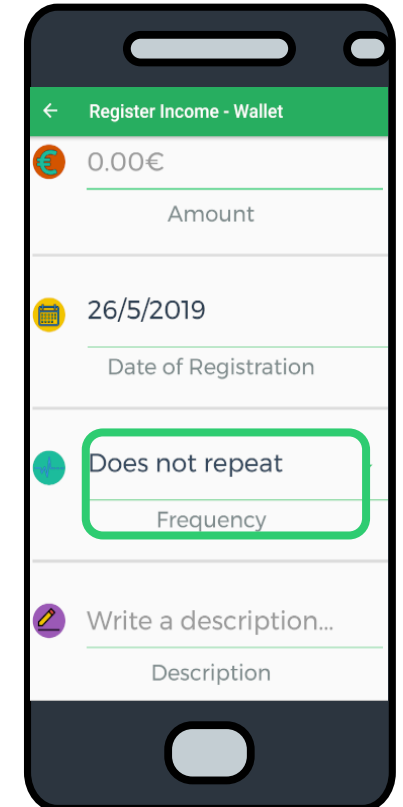 Register Income - Wallet
0.00€
Amount
26/5/2019
Date of Registration
Does not repeat
Frequency
Write a description...
Description